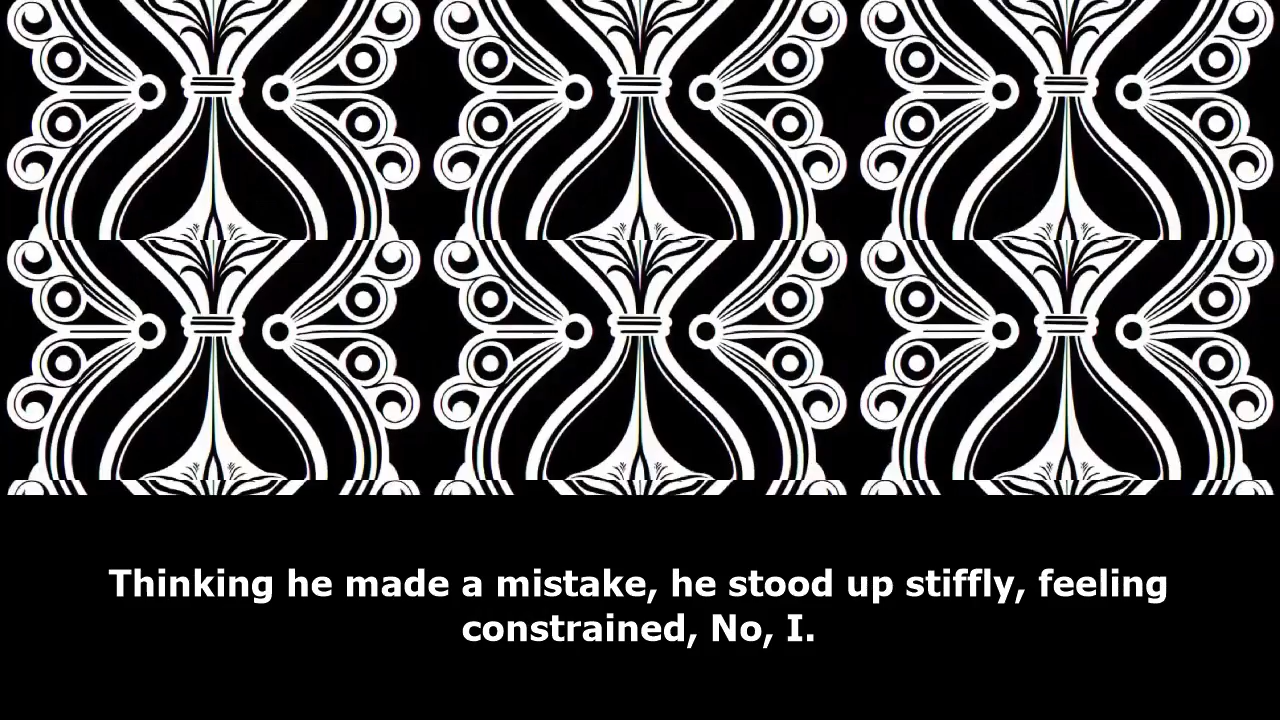 Thinking he made a mistake, he stood up stiffly, feeling
constrained, No, I.